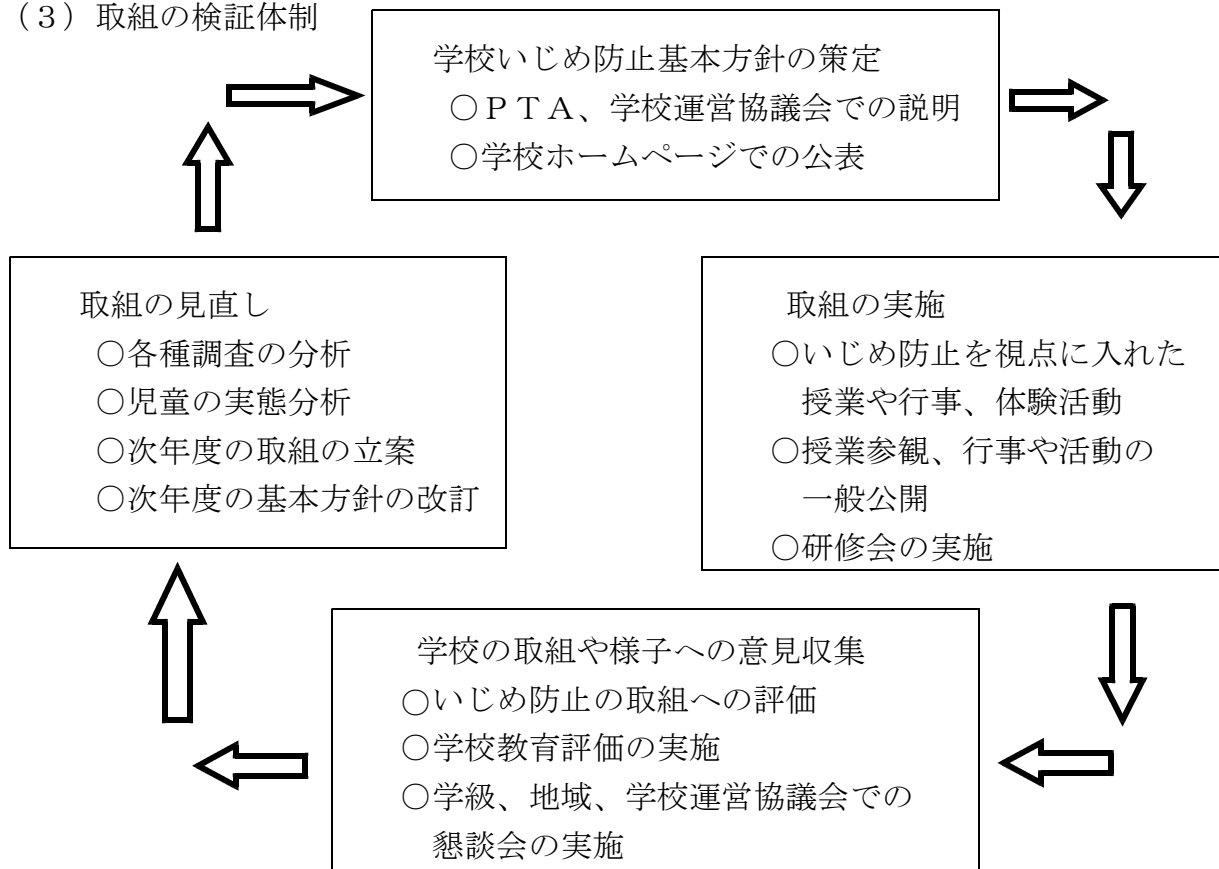 （３）取組の検証体制
学校いじめ防止基本方針の策定
○ＰＴＡ、学校運営協議会での説明
○学校ホームページでの公表
取組の見直し
○各種調査の分析
○児童の実態分析
○次年度の取組の立案
○次年度の基本方針の改訂
取組の実施
○いじめ防止を視点に入れた
授業や行事、体験活動
○授業参観、行事や活動の
一般公開
○研修会の実施
学校の取組や様子への意見収集
○いじめ防止の取組への評価
○学校教育評価の実施
○学級、地域、学校運営協議会での
懇談会の実施